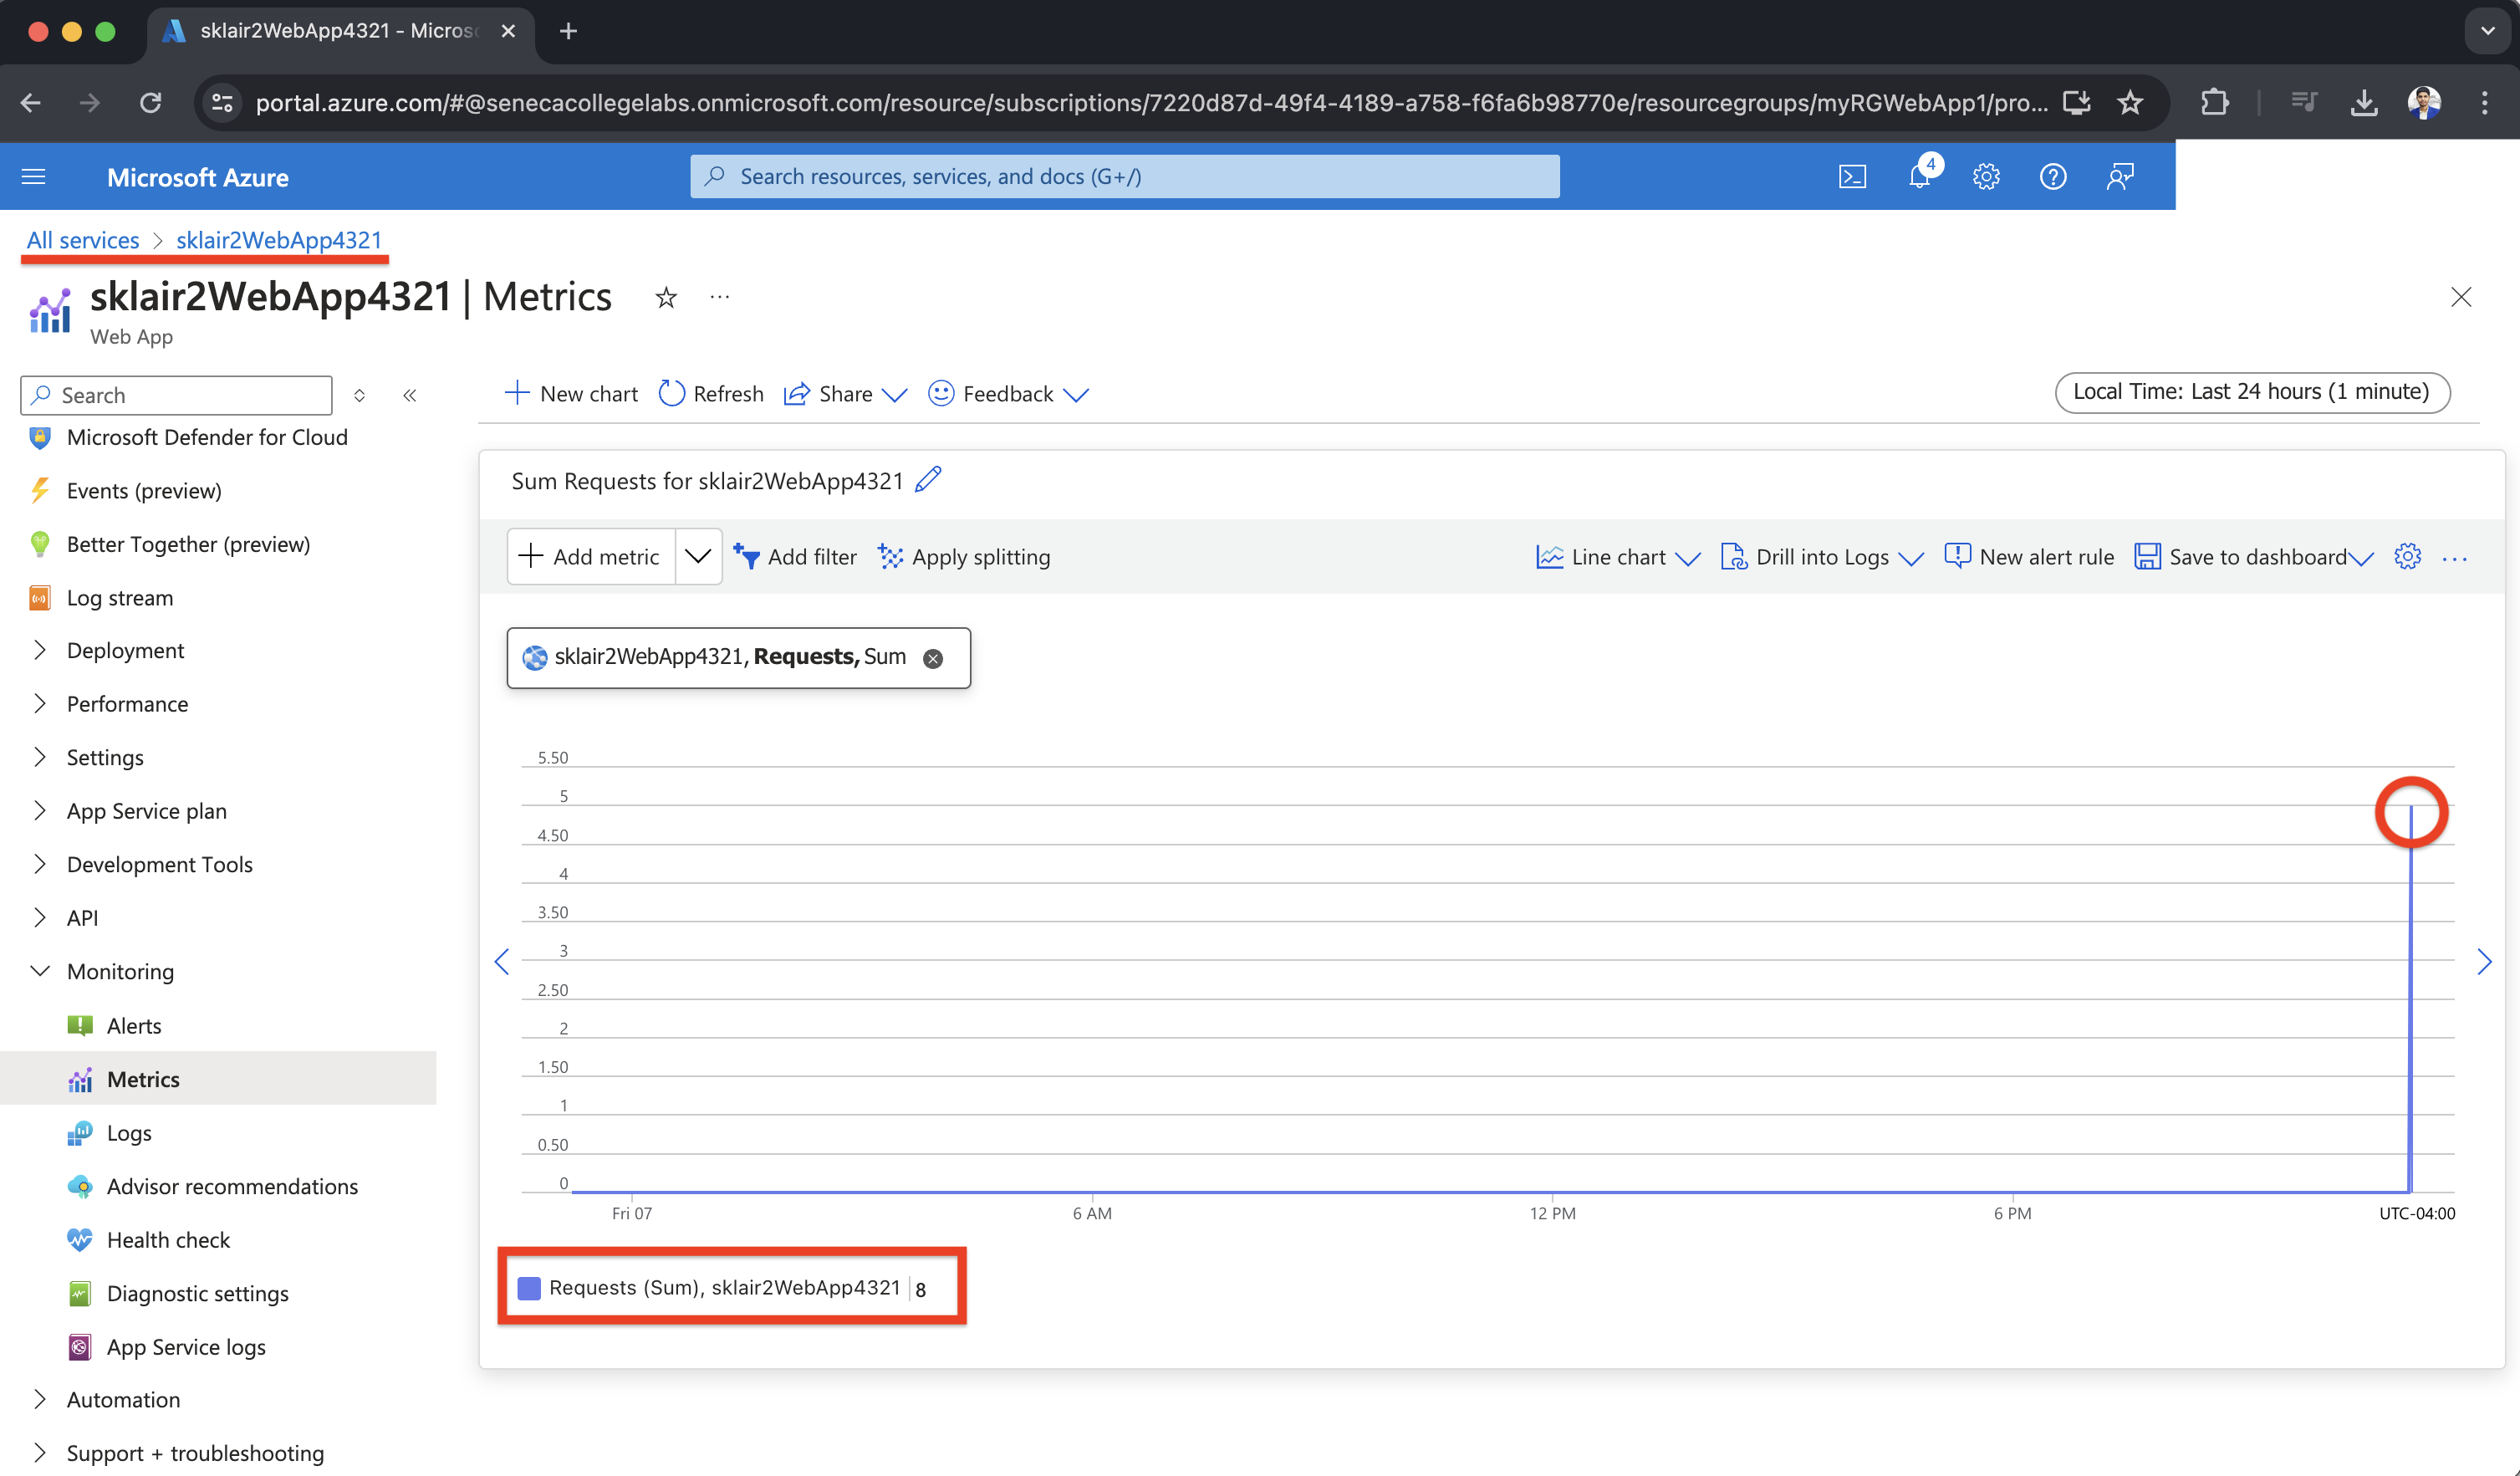 sklair2WebApp4321 - Micros
portal.azure.com/#@senecacollegelabs.onmicrosoft.com/resource/subscriptions/7220d87d-49f4-4189-a758-f6fa6b98770e/resourcegroups/myRGWebApp1/pro...
Microsoft Azure
Search resources, services, and docs (G+/)
4
All services > sklair2WebApp4321
sklair2WebApp4321 | Metrics
Web App
Search
New chart Refresh Share Feedback
Local Time: Last 24 hours (1 minute)
Microsoft Defender for Cloud
Events (preview)
Better Together (preview)
Log stream
Deployment
Performance
Settings
App Service plan
Development Tools
API
Monitoring
Alerts
Metrics
Logs
Advisor recommendations
Health check
Diagnostic settings
App Service logs
Automation
Support + troubleshooting
Sum Requests for sklair2WebApp4321
Add metric Add filter Apply splitting Line chart Drill into Logs New alert rule Save to dashboard ...
sklair2WebApp4321, Requests, Sum
5.50
5
4.50
4
3.50
3
2.50
2
1.50
1
0.50
0
Fri 07 6 AM 12 PM 6 PM UTC-04:00
Requests (Sum), sklair2WebApp4321 | 8